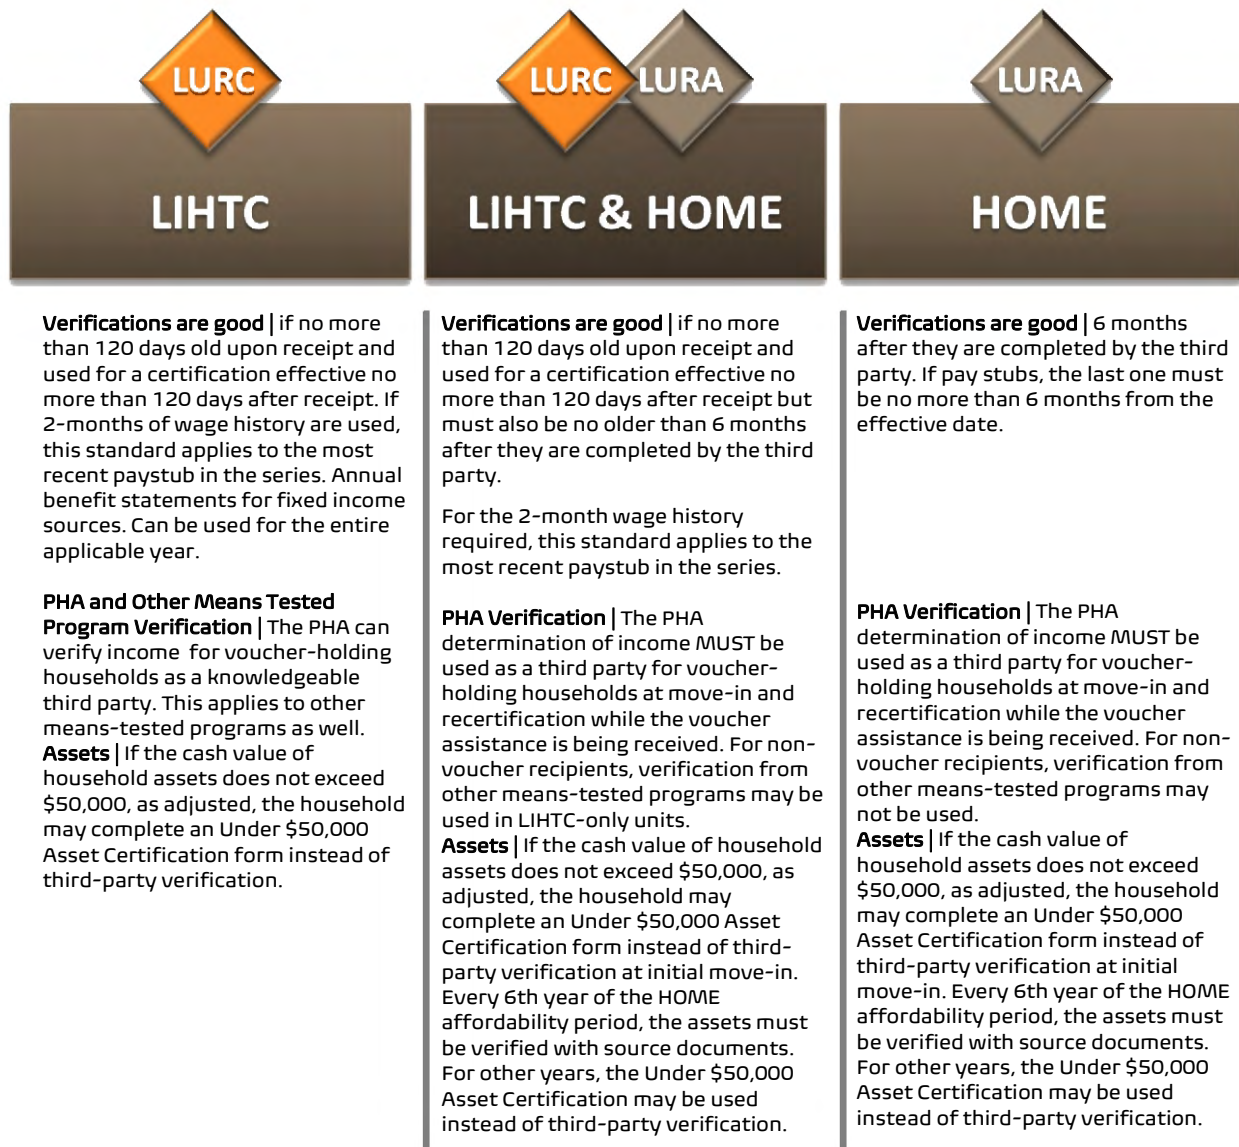 LURC
LIHTC
Verifications are good | if no more
than 120 days old upon receipt and
used for a certification effective no
more than 120 days after receipt. If
2-months of wage history are used,
this standard applies to the most
recent paystub in the series. Annual
benefit statements for fixed income
sources. Can be used for the entire
applicable year.
PHA and Other Means Tested
Program Verification | The PHA can
verify income for voucher-holding
households as a knowledgeable
third party. This applies to other
means-tested programs as well.
Assets | If the cash value of
household assets does not exceed
$50,000, as adjusted, the household
may complete an Under $50,000
Asset Certification form instead of
third-party verification.
LURC LURA
LIHTC & HOME
Verifications are good | if no more
than 120 days old upon receipt and
used for a certification effective no
more than 120 days after receipt but
must also be no older than 6 months
after they are completed by the third
party.
For the 2-month wage history
required, this standard applies to the
most recent paystub in the series.
PHA Verification | The PHA
determination of income MUST be
used as a third party for voucher-
holding households at move-in and
recertification while the voucher
assistance is being received. For non-
voucher recipients, verification from
other means-tested programs may be
used in LIHTC-only units.
Assets | If the cash value of household
assets does not exceed $50,000, as
adjusted, the household may
complete an Under $50,000 Asset
Certification form instead of third-
party verification at initial move-in.
Every 6th year of the HOME
affordability period, the assets must
be verified with source documents.
For other years, the Under $50,000
Asset Certification may be used
instead of third-party verification.
LURA
HOME
Verifications are good | 6 months
after they are completed by the third
party. If pay stubs, the last one must
be no more than 6 months from the
effective date.
PHA Verification | The PHA
determination of income MUST be
used as a third party for voucher-
holding households at move-in and
recertification while the voucher
assistance is being received. For non-
voucher recipients, verification from
other means-tested programs may
not be used.
Assets | If the cash value of
household assets does not exceed
$50,000, as adjusted, the household
may complete an Under $50,000
Asset Certification form instead of
third-party verification at initial
move-in. Every 6th year of the HOME
affordability period, the assets must
be verified with source documents.
For other years, the Under $50,000
Asset Certification may be used
instead of third-party verification.